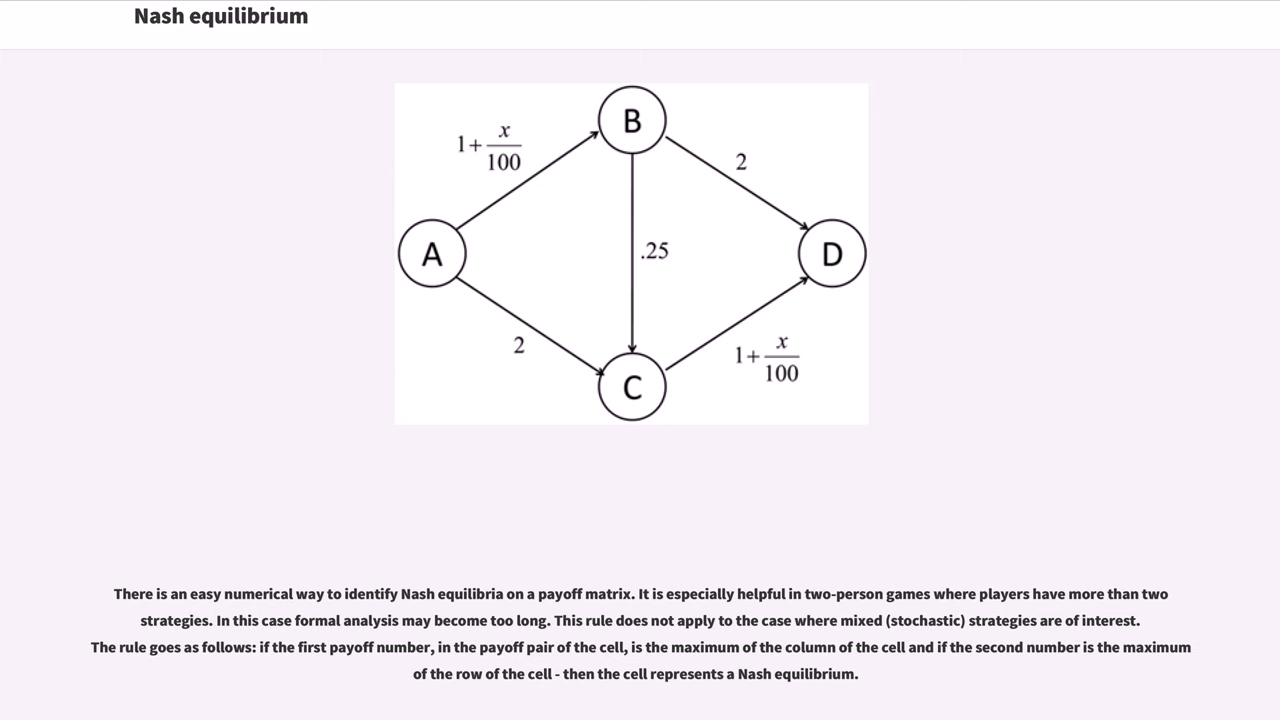 Nash equilibrium
B
1+ x/100
2
A
.25
D
2
1+ x/100
C
There is an easy numerical way to identify Nash equilibria on a payoff matrix. It is especially helpful in two-person games where players have more than two
strategies. In this case formal analysis may become too long. This rule does not apply to the case where mixed (stochastic) strategies are of interest.
The rule goes as follows: if the first payoff number, in the payoff pair of the cell, is the maximum of the column of the cell and if the second number is the maximum
of the row of the cell - then the cell represents a Nash equilibrium.